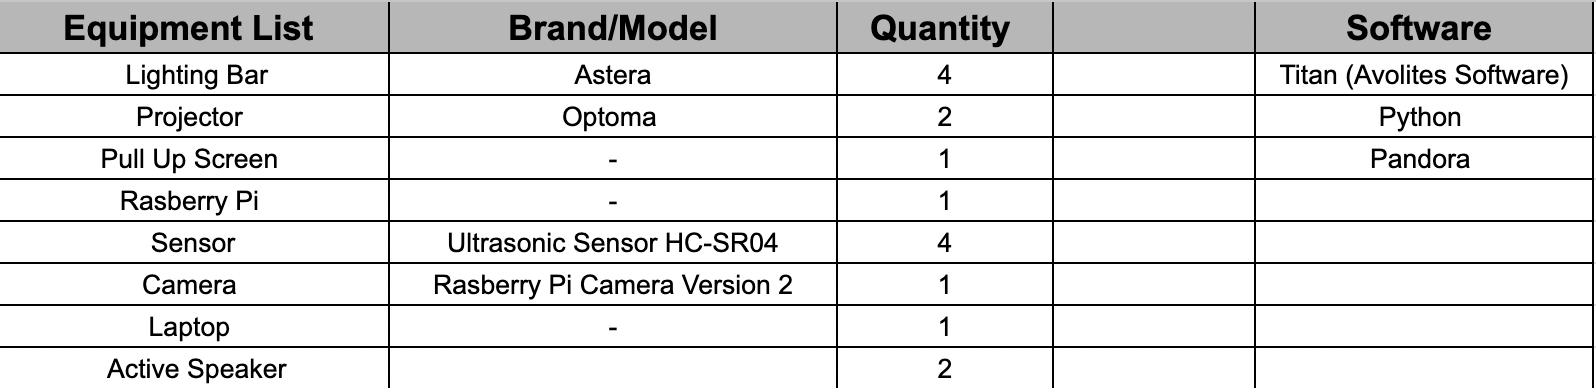 Equipment List Brand/Model Quantity Software
Lighting Bar Astera 4 Titan (Avolites Software)
Projector Optoma 2 Python
Pull Up Screen - 1 Pandora
Rasberry Pi - 1
Sensor Ultrasonic Sensor HC-SR04 4
Camera Rasberry Pi Camera Version 2 1
Laptop - 1
Active Speaker 2